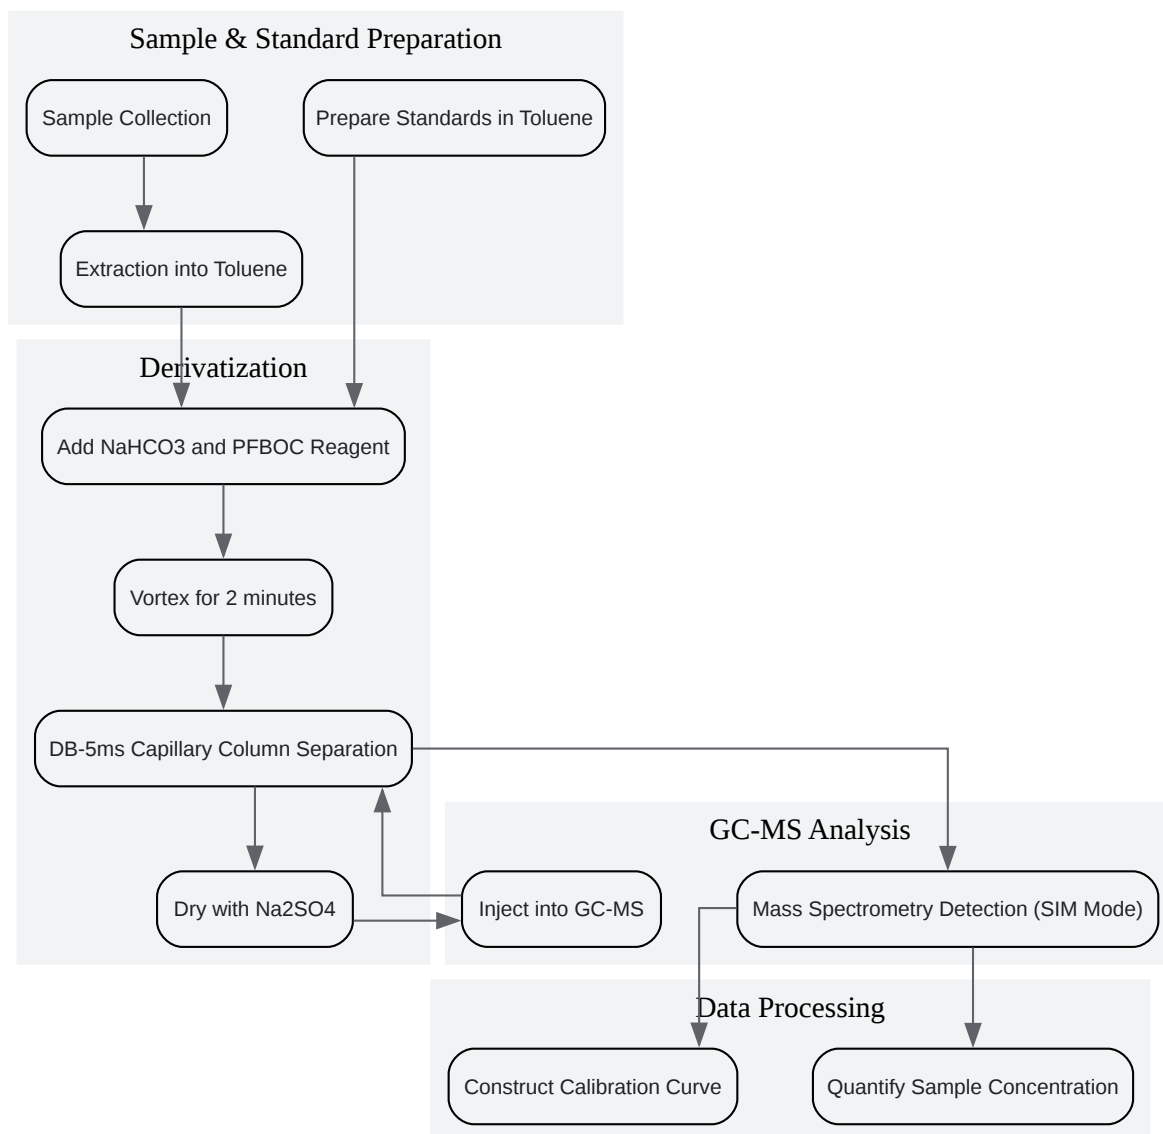 Sample & Standard Preparation
Sample Collection
Prepare Standards in Toluene
Extraction into Toluene
Derivatization
Add NaHCO3 and PFBOC Reagent
Vortex for 2 minutes
DB-5ms Capillary Column Separation
GC-MS Analysis
Dry with Na2SO4
Inject into GC-MS
Mass Spectrometry Detection (SIM Mode)
Data Processing
Construct Calibration Curve
Quantify Sample Concentration